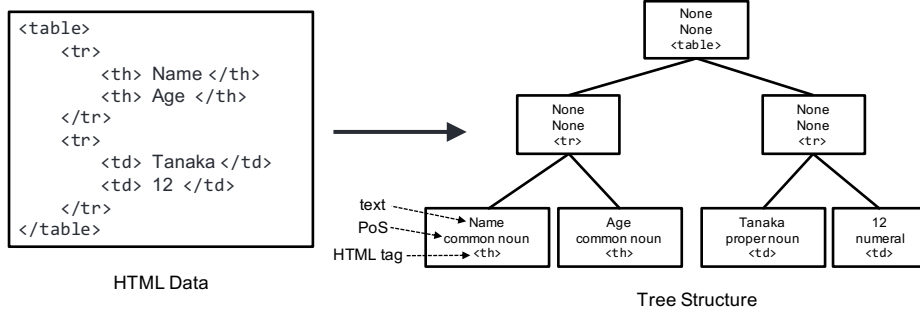 <table>
<tr>
<th> Name </th>
<th> Age </th>
</tr>
<tr>
<td> Tanaka </td>
<td> 12 </td>
</tr>
</table>
HTML Data
None
None
<table>
None
None
<tr>
None
None
<tr>
text
PoS
HTML tag
Name
common noun
<th>
Age
common noun
<th>
Tanaka
proper noun
<td>
12
numeral
<td>
Tree Structure